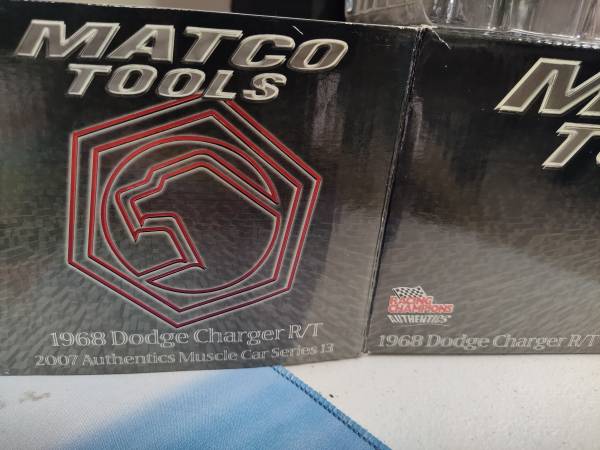 MATCO
TOOLS
1968 Dodge Charger R/T
2007 Authentics Muscle Car Series 13
RACING
CHAMPIONS
AUTHENTICS
1968 Dodge Charger R/T